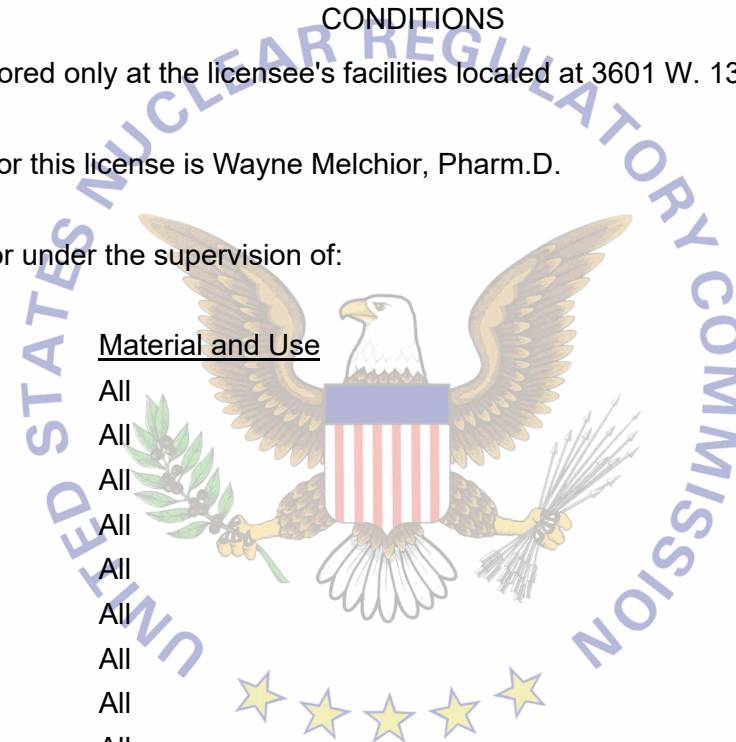 CONDITIONS
ored only at the licensee's facilities located at 3601 W. 13
or this license is Wayne Melchior, Pharm.D.
or under the supervision of:
Material and Use
All
All
All
All
All
All
All
All
All
UNITED STATES NUCLEAR REGULATORY COMMISSION